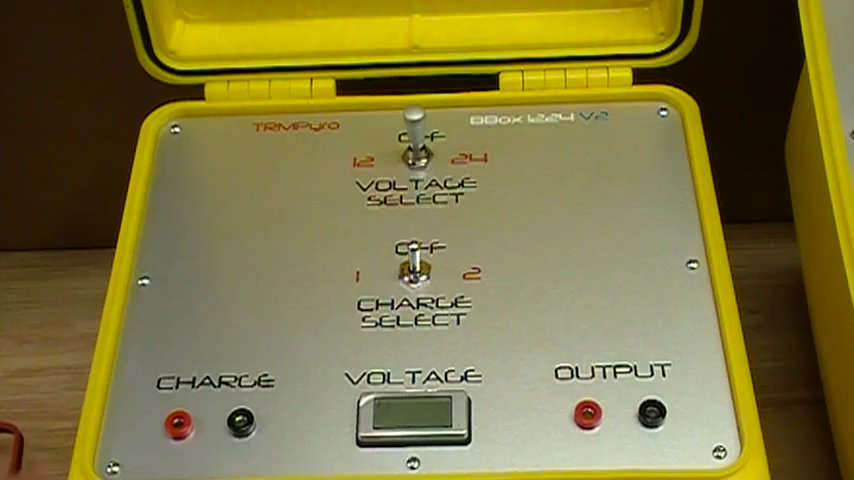 TRMPyro
BBox 1224 V2
OFF
12 24
VOLTAGE
SELECT
OFF
1 2
CHARGE
SELECT
CHARGE
VOLTAGE
OUTPUT